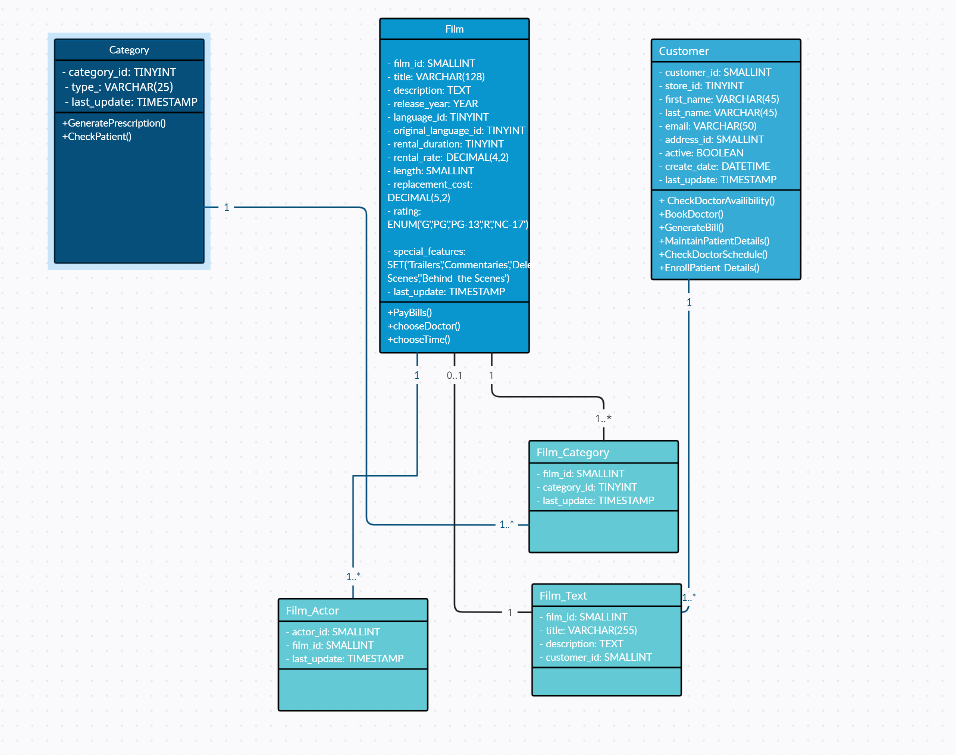 Category
- category_id: TINYINT
- type_: VARCHAR(25)
- last_update: TIMESTAMP
+GeneratePrescription()
+CheckPatient()
Film
- film_id: SMALLINT
- title: VARCHAR(128)
- description: TEXT
- release_year: YEAR
- language_id: TINYINT
- original_language_id: TINYINT
- rental_duration: TINYINT
- rental_rate: DECIMAL(4,2)
- length: SMALLINT
- replacement_cost:
DECIMAL(5,2)
- rating:
ENUM('G','PG','PG-13','R','NC-17')
- special_features:
SET('Trailers','Commentaries','Dele
Scenes','Behind the Scenes')
- last_update: TIMESTAMP
+PayBills()
+chooseDoctor()
+chooseTime()
Customer
- customer_id: SMALLINT
- store_id: TINYINT
- first_name: VARCHAR(45)
- last_name: VARCHAR(45)
- email: VARCHAR(50)
- address_id: SMALLINT
- active: BOOLEAN
- create_date: DATETIME
- last_update: TIMESTAMP
+ CheckDoctorAvailibility()
+BookDoctor()
+GenerateBill()
+MaintainPatientDetails()
+CheckDoctorSchedule()
+EnrollPatient Details()
1
1
1
0..1
1
1..*
Film_Category
- film_id: SMALLINT
- category_id: TINYINT
- last_update: TIMESTAMP
1..*
1..*
Film_Actor
- actor_id: SMALLINT
- film_id: SMALLINT
- last_update: TIMESTAMP
1
Film_Text
- film_id: SMALLINT
- title: VARCHAR(255)
- description: TEXT
- customer_id: SMALLINT
1..*